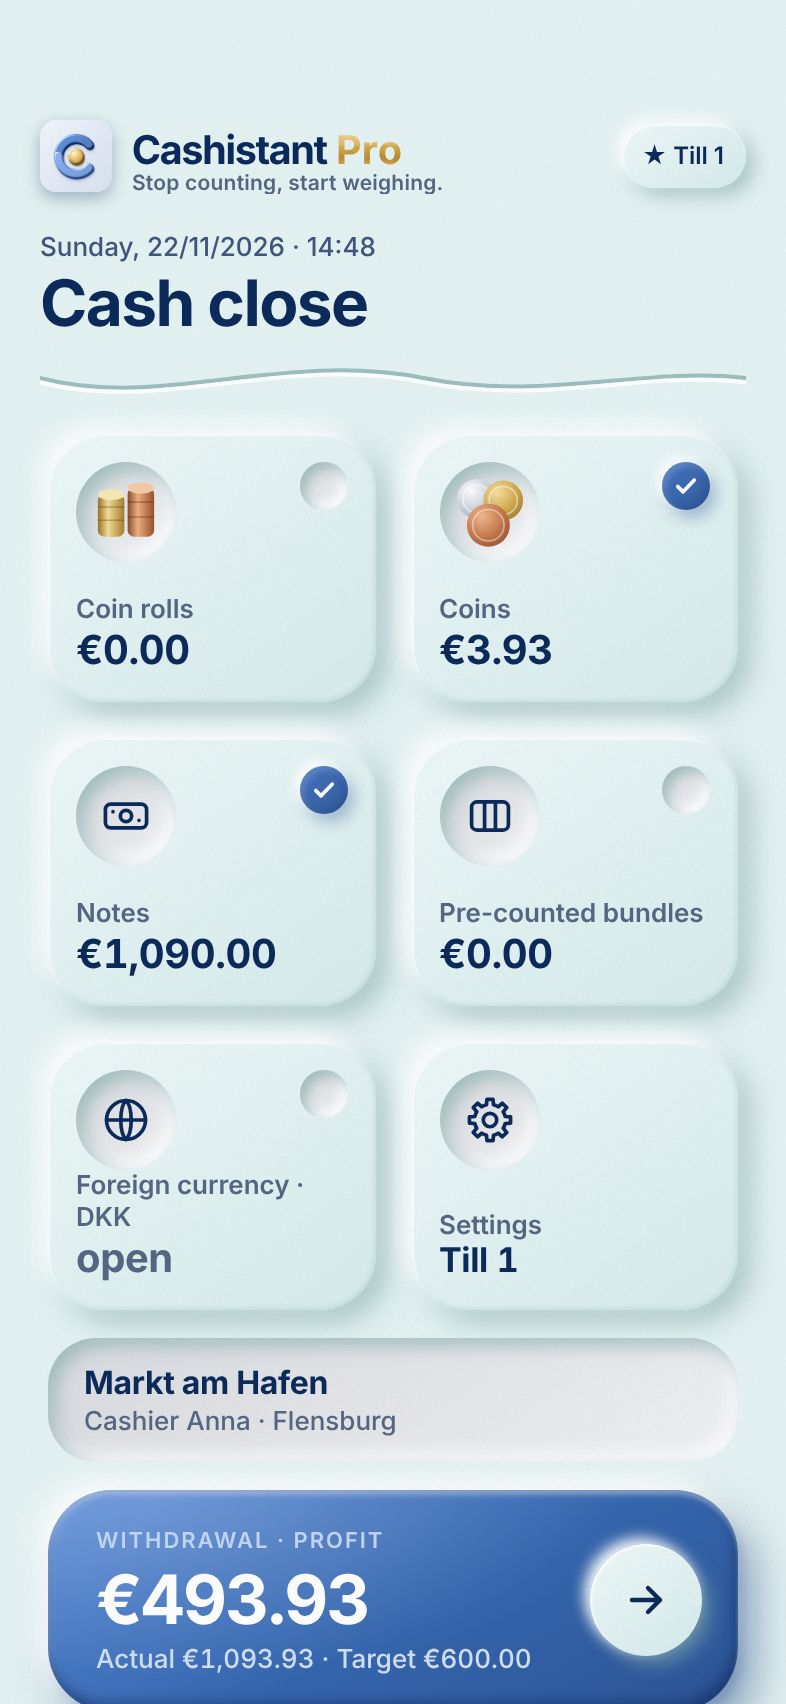 Cashistant Pro
Stop counting, start weighing.
★ Till 1
Sunday, 22/11/2026 · 14:48
Cash close
Coin rolls
€0.00
Coins
€3.93
Notes
€1,090.00
Pre-counted bundles
€0.00
Foreign currency ·
DKK
open
Settings
Till 1
Markt am Hafen
Cashier Anna · Flensburg
WITHDRAWAL · PROFIT
€493.93
Actual €1,093.93 · Target €600.00